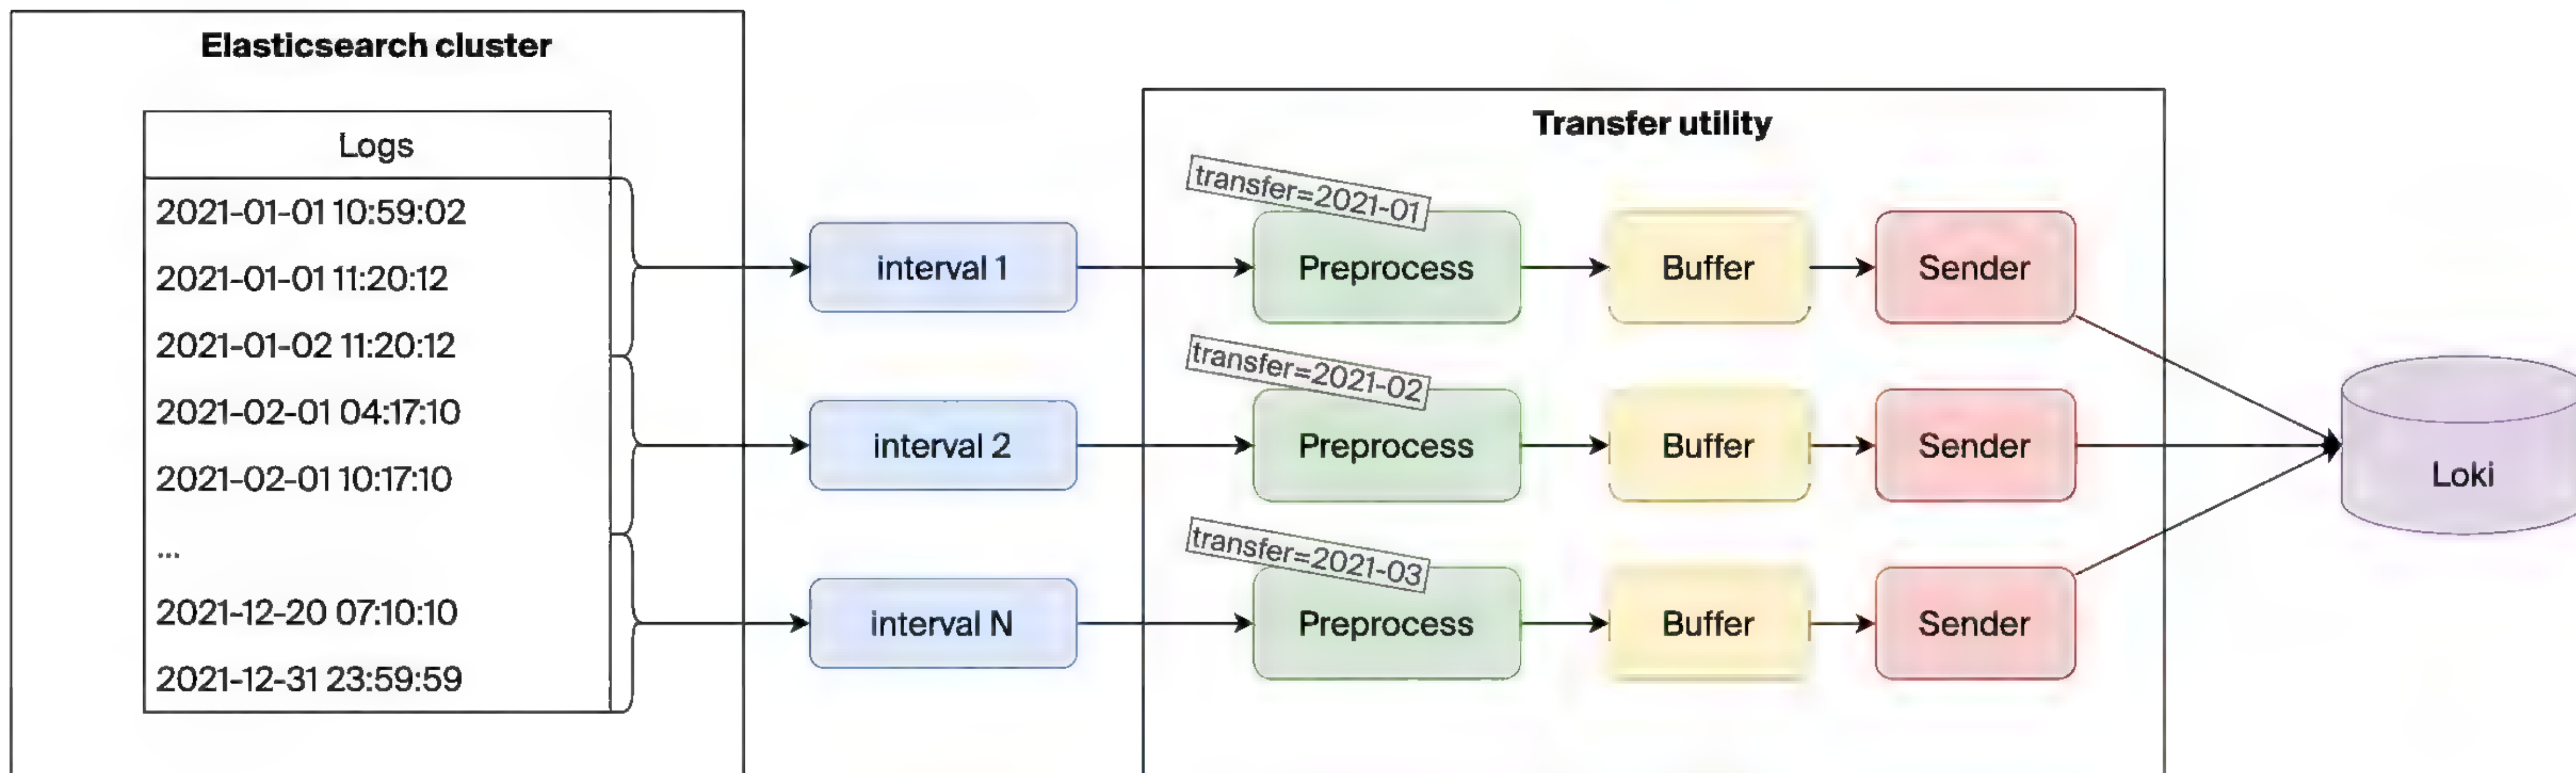 Elasticsearch cluster
Logs
2021-01-01 10:59:02
2021-01-01 11:20:12
2021-01-02 11:20:12
2021-02-01 04:17:10
2021-02-01 10:17:10
...
2021-12-20 07:10:10
2021-12-31 23:59:59
interval 1
interval 2
interval N
Transfer utility
transfer=2021-01
Preprocess
Buffer
Sender
transfer=2021-02
Preprocess
Buffer
Sender
transfer=2021-03
Preprocess
Buffer
Sender
Loki